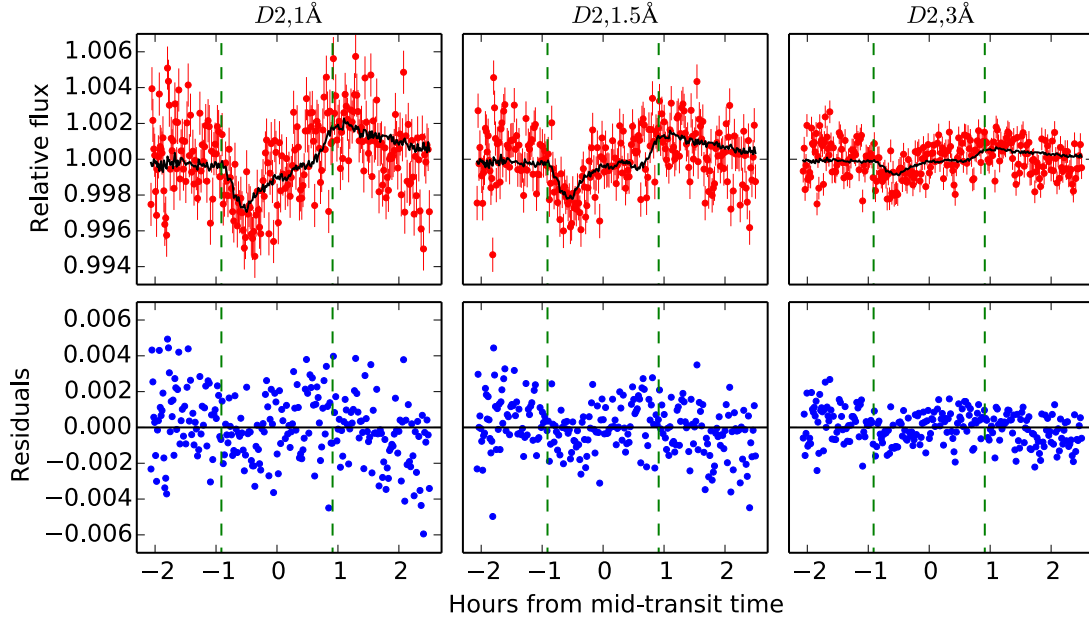 D2,1Å D2,1.5Å D2,3Å
Relative flux
1.006
1.004
1.002
1.000
0.998
0.996
0.994
Residuals
0.006
0.004
0.002
0.000
−0.002
−0.004
−0.006
−2 −1 0 1 2 −2 −1 0 1 2 −2 −1 0 1 2
Hours from mid-transit time